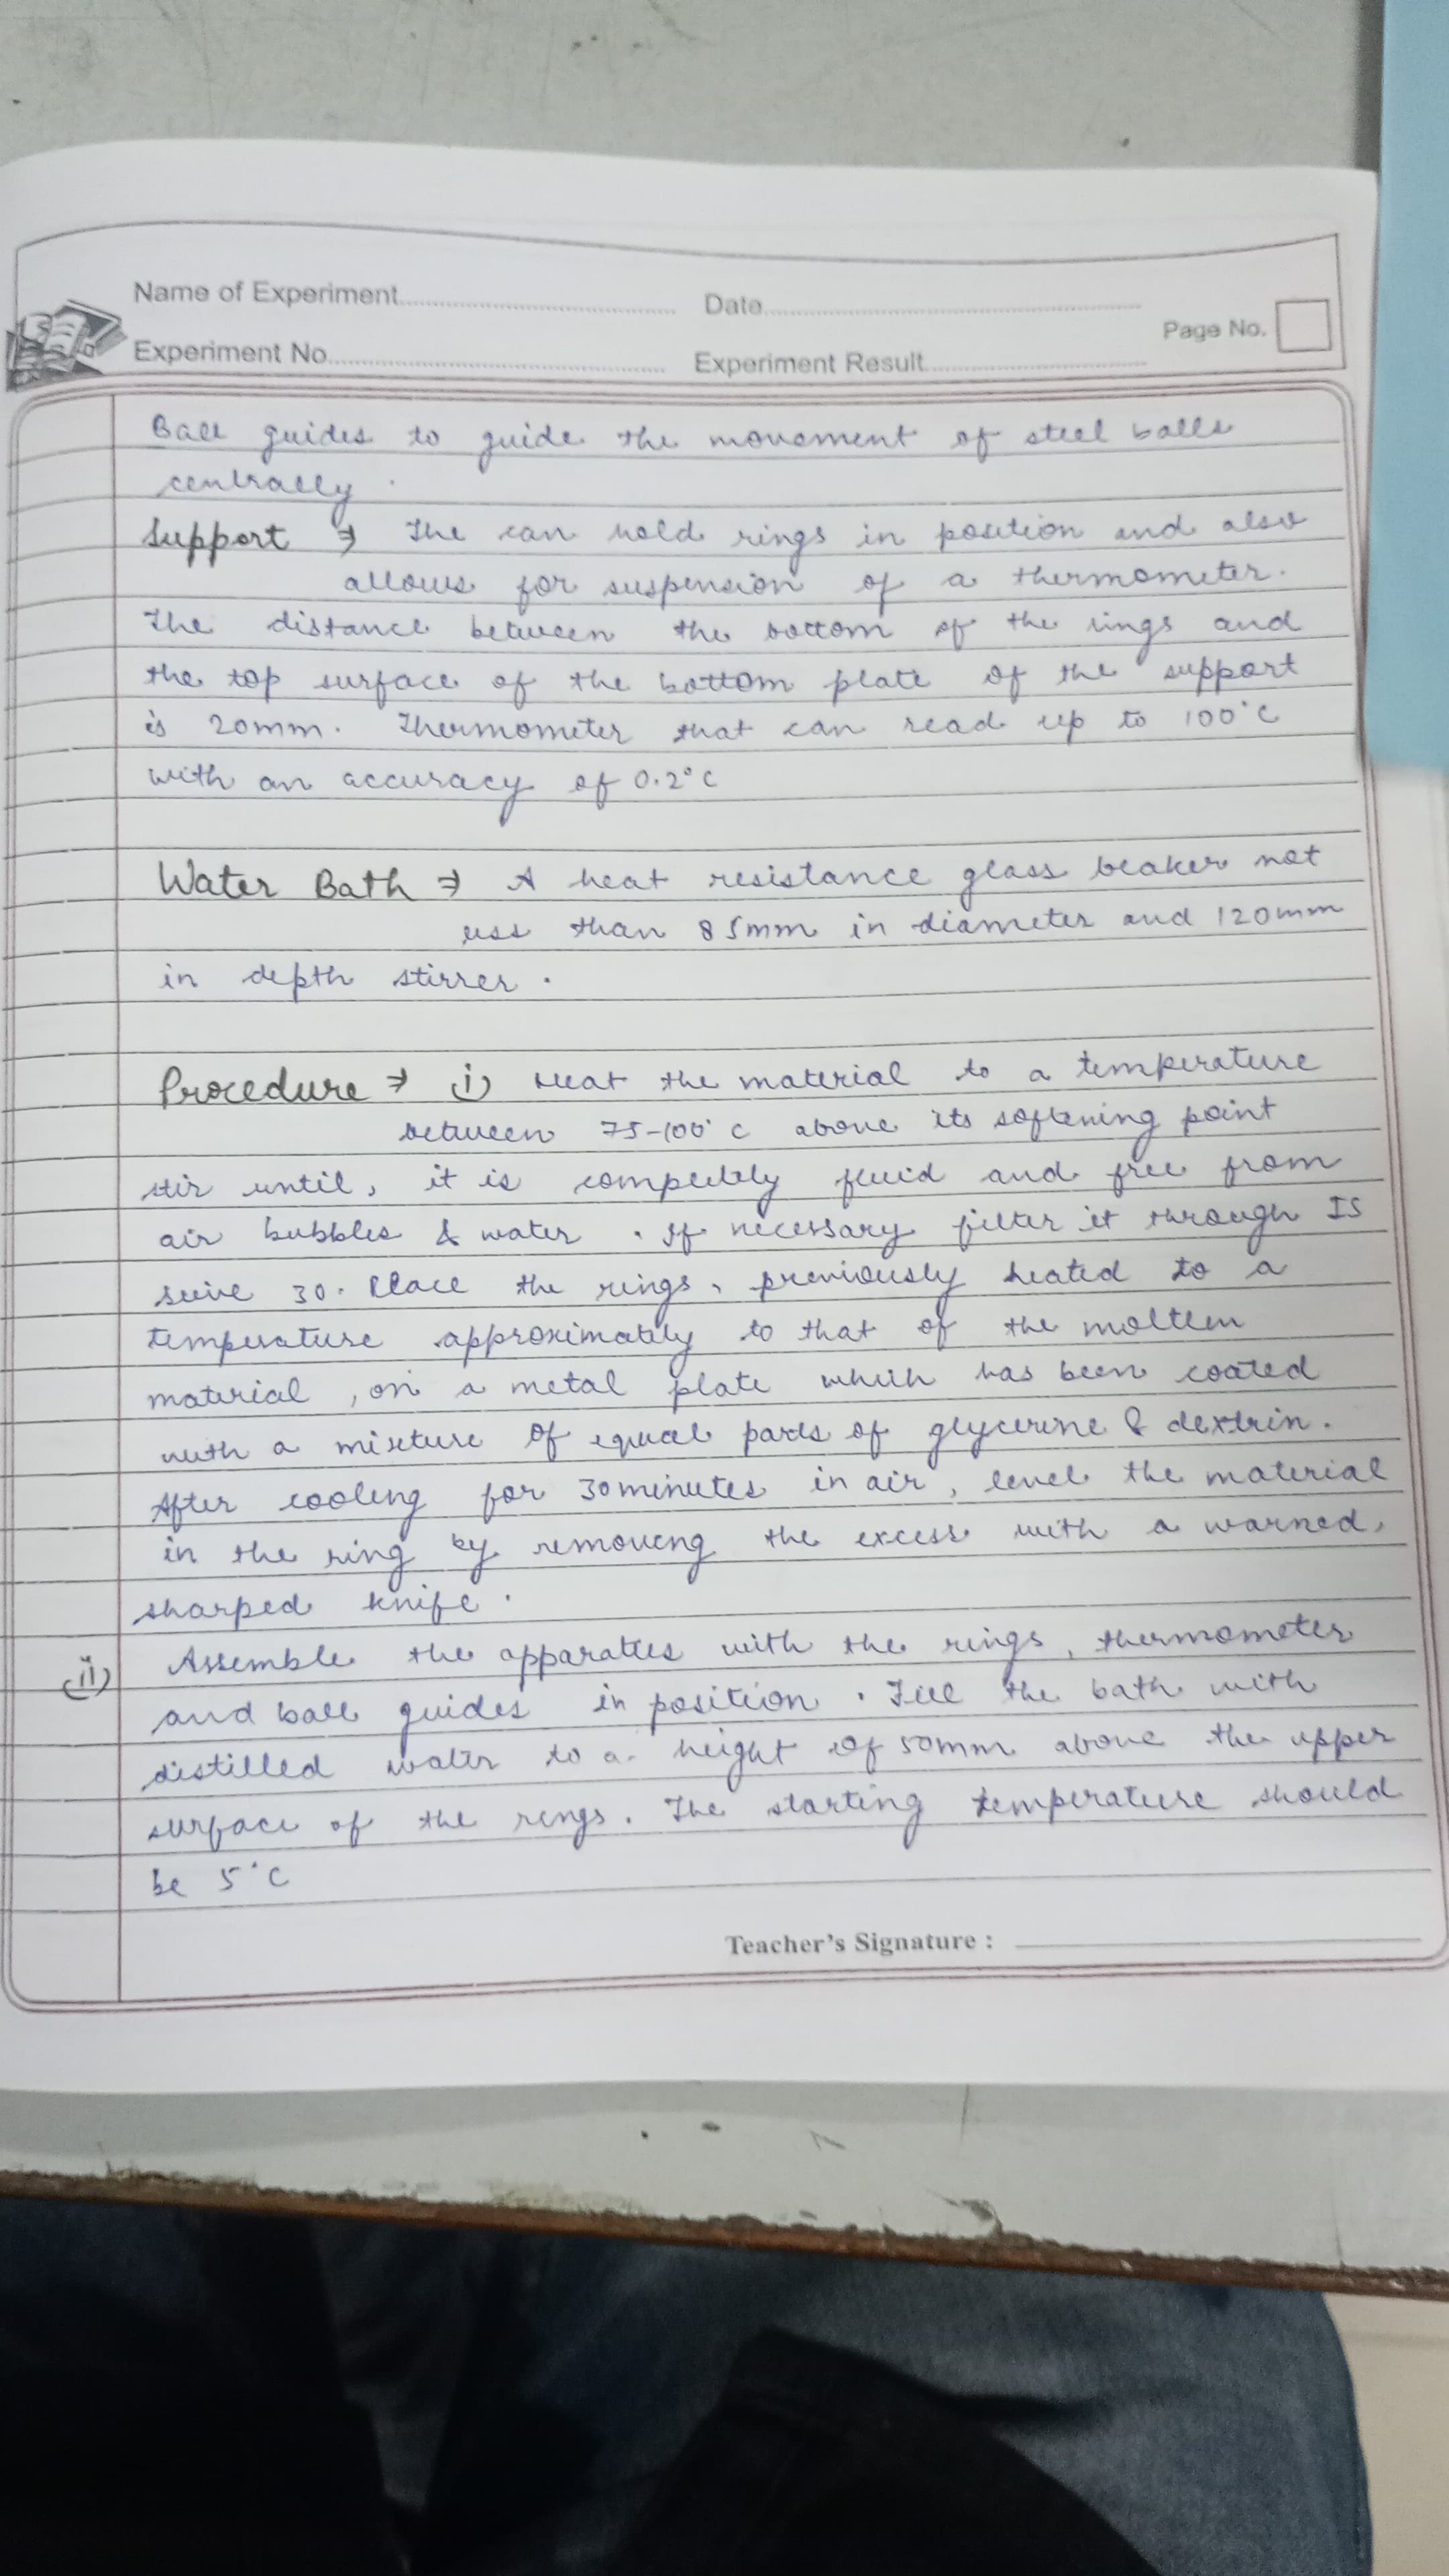 Name of Experiment
Date
Page No.
Experiment No.
Experiment Result
Ball guides to guide the movement of steel balls
centrally.
Support ⇒ The can hold rings in position and also
allows for suspension of a thermometer.
The distance between the bottom of the rings and
the top surface of the bottom plate of the support
is 20mm. Thermometer that can read up to 100°C
with an accuracy of 0.2°C
Water Bath ⇒ A heat resistance glass beaker not
less than 85mm in diameter and 120mm
in depth stirrer.
Procedure ⇒ (i) Heat the material to a temperature
between 75-100°C above its softening point
stir until, it is completely fluid and free from
air bubbles & water. If necessary filter it through IS
seive 30. Place the rings, previously heated to a
temperature approximately to that of the moltem
material, on a metal plate which has been coated
with a mixture of equal parts of glycerine & dextrin.
After cooling for 30minutes in air, level the material
in the ring by removing the excess with a warned,
sharped knife.
(ii) Assemble the apparatus with the rings, thermometer
and ball guides in position. Fill the bath with
distilled water to a height of 50mm above the upper
surface of the rings. The starting temperature should
be 5°C
Teacher's Signature :